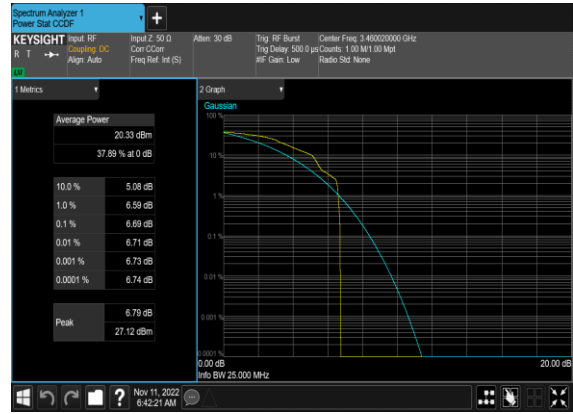 Spectrum Analyzer 1
Power Stat CCDF
KEYSIGHT
R T
LXI
Input: RF
Coupling: DC
Align: Auto
Input Z: 50 Ω
Corr CCorr
Freq Ref: Int (S)
Atten: 30 dB
Trig: RF Burst
Trig Delay: 500.0 µs
#IF Gain: Low
Center Freq: 3.460020000 GHz
Counts: 1.00 M/1.00 Mpt
Radio Std: None
1 Metrics
Average Power
20.33 dBm
37.89 % at 0 dB
10.0 % 5.08 dB
1.0 % 6.59 dB
0.1 % 6.69 dB
0.01 % 6.71 dB
0.001 % 6.73 dB
0.0001 % 6.74 dB
Peak
6.79 dB
27.12 dBm
2 Graph
Gaussian
100 %
10 %
1 %
0.1 %
0.01 %
0.001 %
0.0001 %
0.00 dB 20.00 dB
Info BW 25.000 MHz
?
Nov 11, 2022
6:42:21 AM